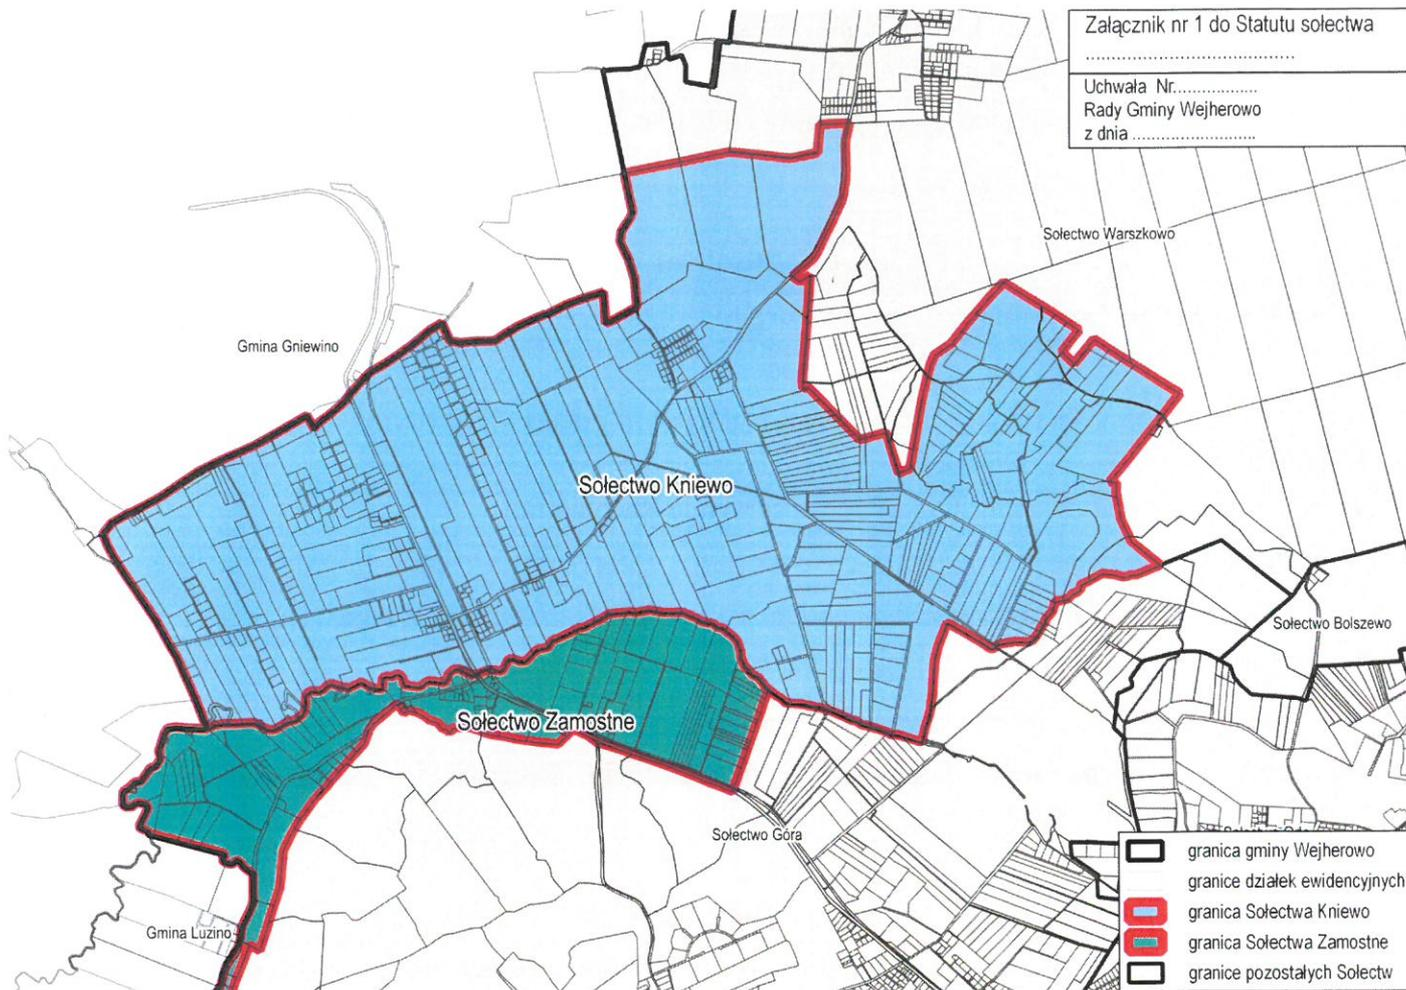 Załącznik nr 1 do Statutu sołectwa
......................................
Uchwała Nr.................
Rady Gminy Wejherowo
z dnia .........................
Sołectwo Warszkowo
Gmina Gniewino
Sołectwo Kniewo
Sołectwo Bolszewo
Sołectwo Zamostne
Sołectwo Góra
Gmina Luzino
granica gminy Wejherowo
granice działek ewidencyjnych
granica Sołectwa Kniewo
granica Sołectwa Zamostne
granice pozostałych Sołectw